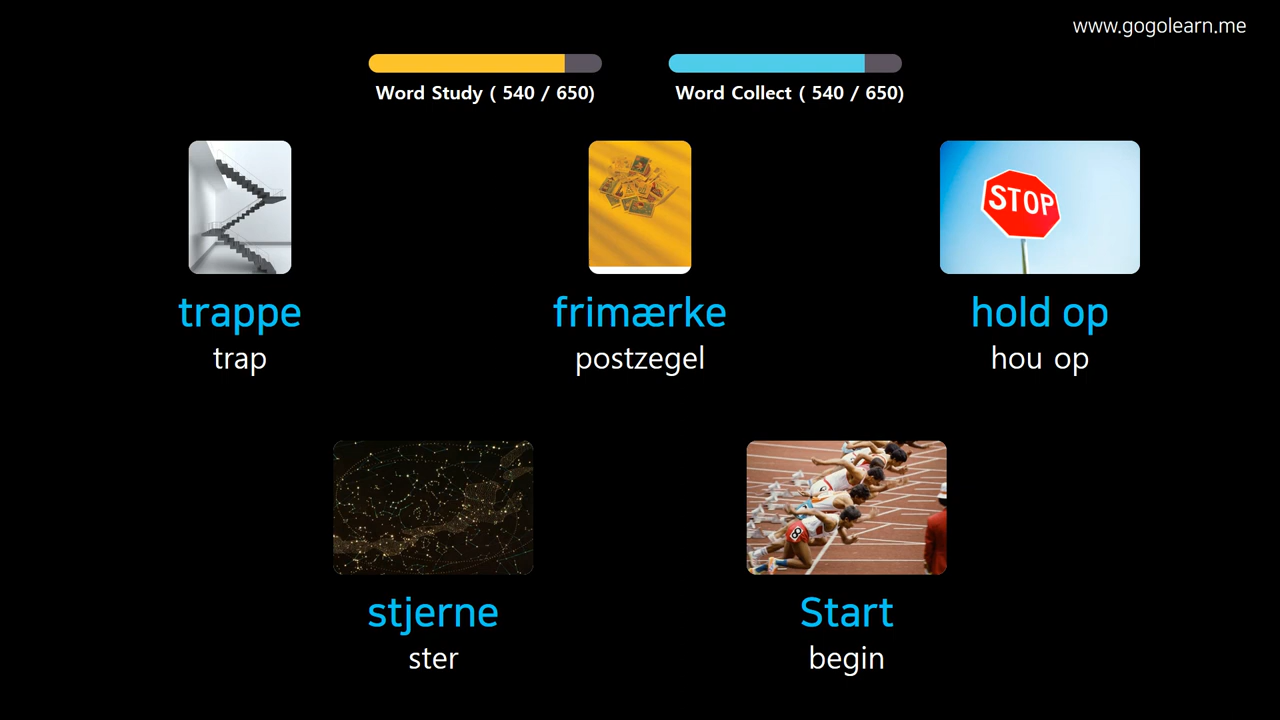 www.gogolearn.me
Word Study ( 540 / 650)
Word Collect ( 540 / 650)
STOP
trappe
trap
frimærke
postzegel
hold op
hou op
8
stjerne
ster
Start
begin